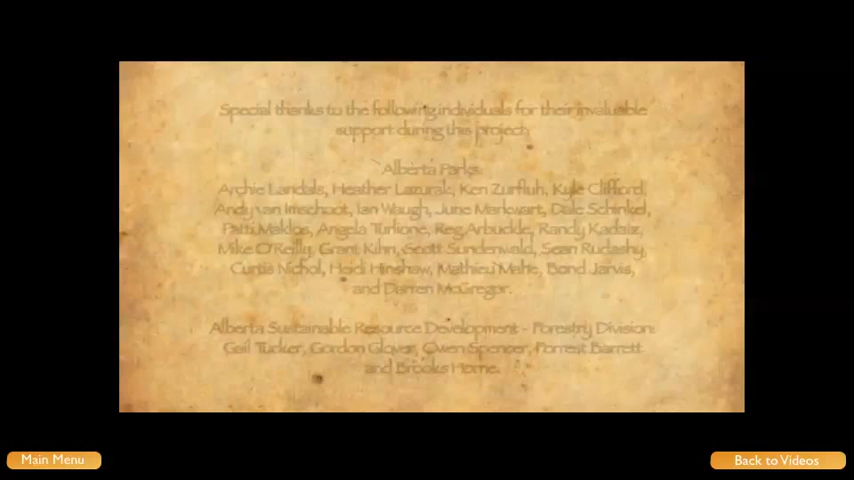 Special thanks to the following individuals for their invaluable
support during this project:
Alberta Parks:
Archie Landals, Heather Lazaruk, Ken Zurfluh, Kyle Clifford,
Andy van Imschoot, Ian Waugh, June Markwart, Dale Schinkel,
Patti Maklos, Angela Turlione, Reg Arbuckle, Randy Kadatz,
Mike O'Reilly, Grant Kihn, Scott Sundenwald, Sean
Curtis Nichol, Heidi Hinshaw, Mathieu Bond Jarvis,
and Darren McGregor.
Alberta Sustainable Resource Development - Forestry Division:
Gail Tucker, Gordon Glover, Owen Spencer, Forrest Barrett
and Brooks Horne.
Main Menu
Back to Videos